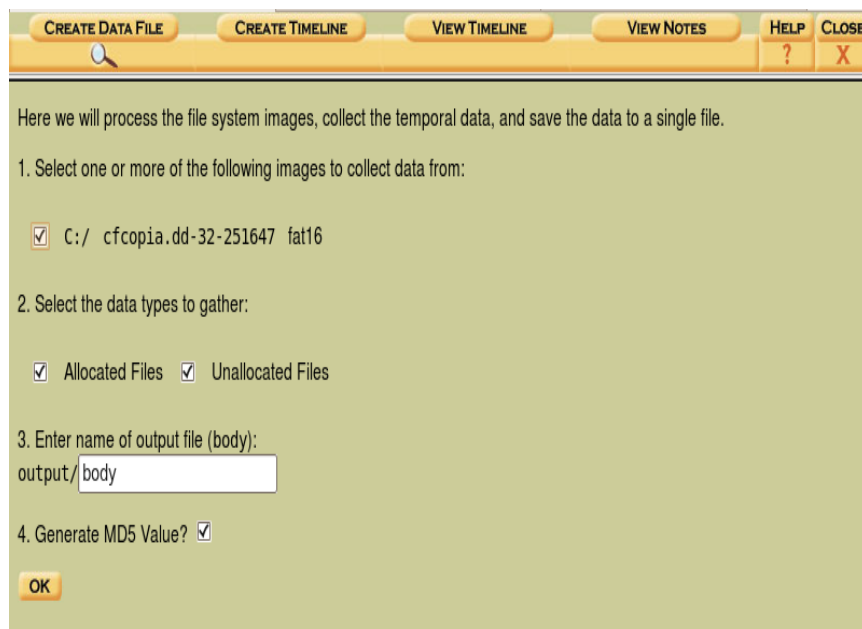 CREATE DATA FILE CREATE TIMELINE VIEW TIMELINE VIEW NOTES HELP CLOSE
? X
Here we will process the file system images, collect the temporal data, and save the data to a single file.
1. Select one or more of the following images to collect data from:
C:/ cfcopia.dd-32-251647 fat16
2. Select the data types to gather:
Allocated Files Unallocated Files
3. Enter name of output file (body):
output/ body
4. Generate MD5 Value?
OK